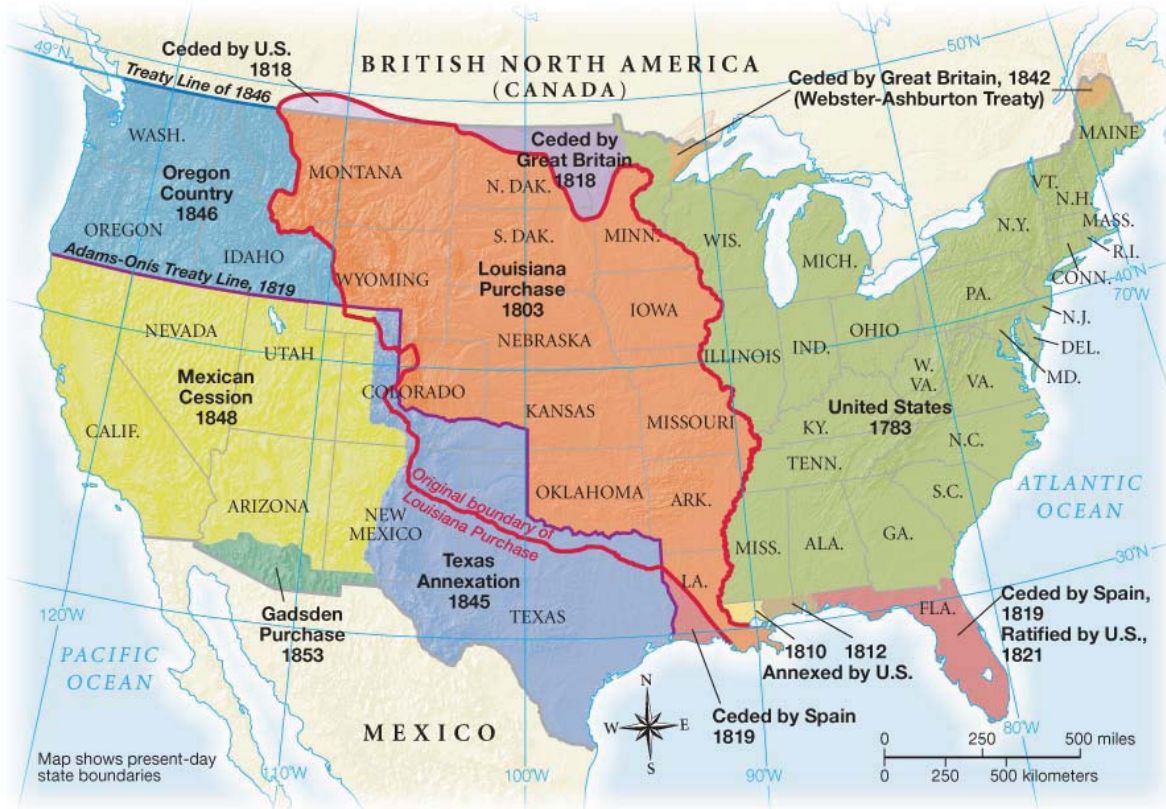 49°N
Ceded by U.S.
1818
Treaty Line of 1846
BRITISH NORTH AMERICA
(CANADA)
50°N
Ceded by Great Britain, 1842
(Webster-Ashburton Treaty)
WASH.
Oregon
Country
1846
OREGON
IDAHO
MONTANA
N. DAK.
Ceded by
Great Britain
1818
MINN.
S. DAK.
WIS.
MICH.
MAINE
VT.
N.H.
MASS.
N.Y.
R.I.
CONN.
40°N
70°W
Adams-Onís Treaty Line, 1819
WYOMING
Louisiana
Purchase
1803
IOWA
NEBRASKA
PA.
N.J.
DEL.
MD.
OHIO
IND.
ILLINOIS
W.
VA.
VA.
NEVADA
UTAH
Mexican
Cession
1848
CALIF.
COLORADO
KANSAS
MISSOURI
KY.
United States
1783
N.C.
TENN.
S.C.
ATLANTIC
OCEAN
ARIZONA
NEW
MEXICO
Original boundary of
Louisiana Purchase
OKLAHOMA
ARK.
MISS.
ALA.
GA.
30°N
Texas
Annexation
1845
TEXAS
LA.
FLA.
Ceded by Spain,
1819
Ratified by U.S.,
1821
Gadsden
Purchase
1853
120°W
PACIFIC
OCEAN
1810
1812
Annexed by U.S.
Ceded by Spain
1819
MEXICO
N
W
E
S
80°W
0
250
500 miles
0
250
500 kilometers
Map shows present-day
state boundaries
110°W
100°W
90°W